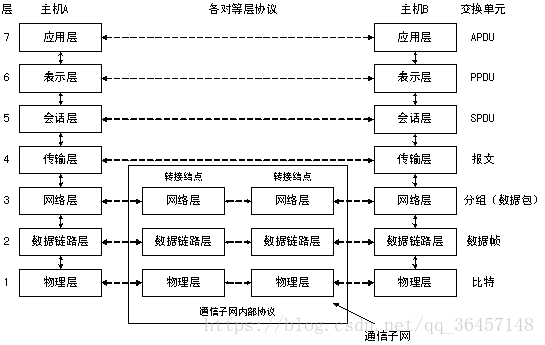 层 主机A 各对等层协议 主机B 交换单元
7 应用层 应用层 APDU
6 表示层 表示层 PPDU
5 会话层 会话层 SPDU
4 传输层 传输层 报文
转接结点 转接结点
3 网络层 网络层 网络层 网络层 分组（数据包）
2 数据链路层 数据链路层 数据链路层 数据链路层 数据帧
1 物理层 物理层 物理层 物理层 比特
通信子网内部协议
https://blog.csdn.net/qq_36457148
通信子网